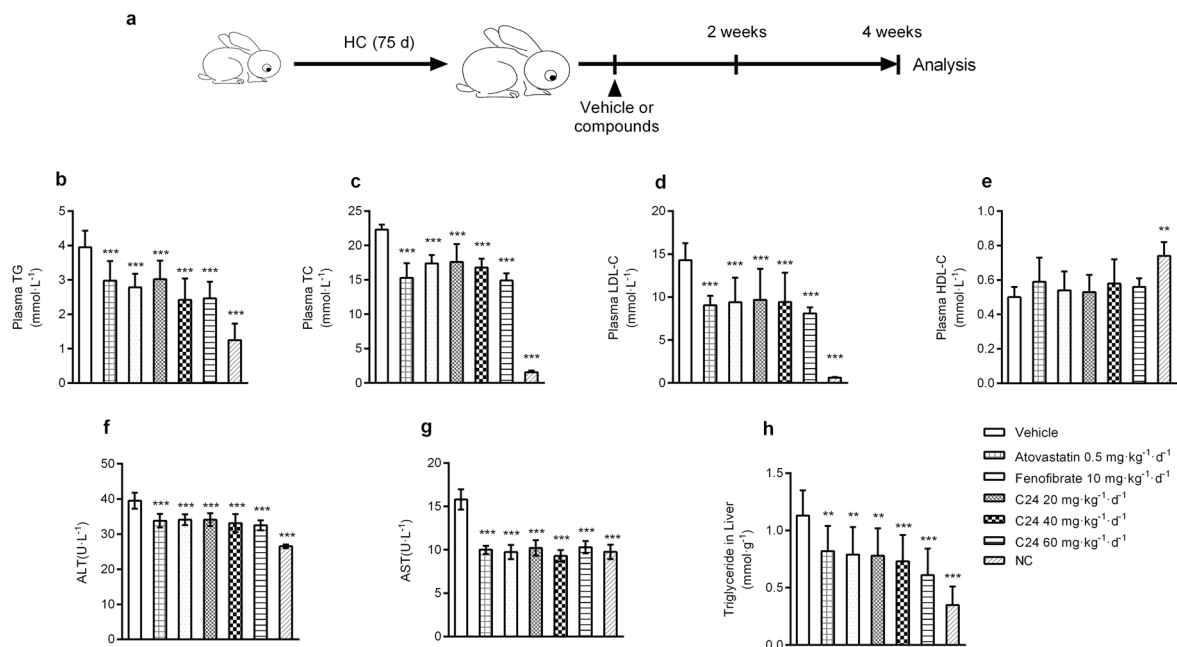 a
HC (75 d)
2 weeks
4 weeks
Analysis
Vehicle or
compounds
b
Plasma TG
(mmol·L⁻¹)
5
4
3
2
1
0
***
***
***
***
***
***
c
Plasma TC
(mmol·L⁻¹)
25
20
15
10
5
0
***
***
***
***
***
***
d
Plasma LDL-C
(mmol·L⁻¹)
20
15
10
5
0
***
***
***
***
***
***
e
Plasma HDL-C
(mmol·L⁻¹)
1.0
0.8
0.6
0.4
0.2
0.0
**
f
ALT(U·L⁻¹)
50
40
30
20
10
0
***
***
***
***
***
***
g
AST(U·L⁻¹)
20
15
10
5
0
***
***
***
***
***
***
h
Triglyceride in Liver
(mmol·g⁻¹)
1.5
1.0
0.5
0.0
**
**
**
***
***
***
Vehicle
Atovastatin 0.5 mg·kg⁻¹·d⁻¹
Fenofibrate 10 mg·kg⁻¹·d⁻¹
C24 20 mg·kg⁻¹·d⁻¹
C24 40 mg·kg⁻¹·d⁻¹
C24 60 mg·kg⁻¹·d⁻¹
NC